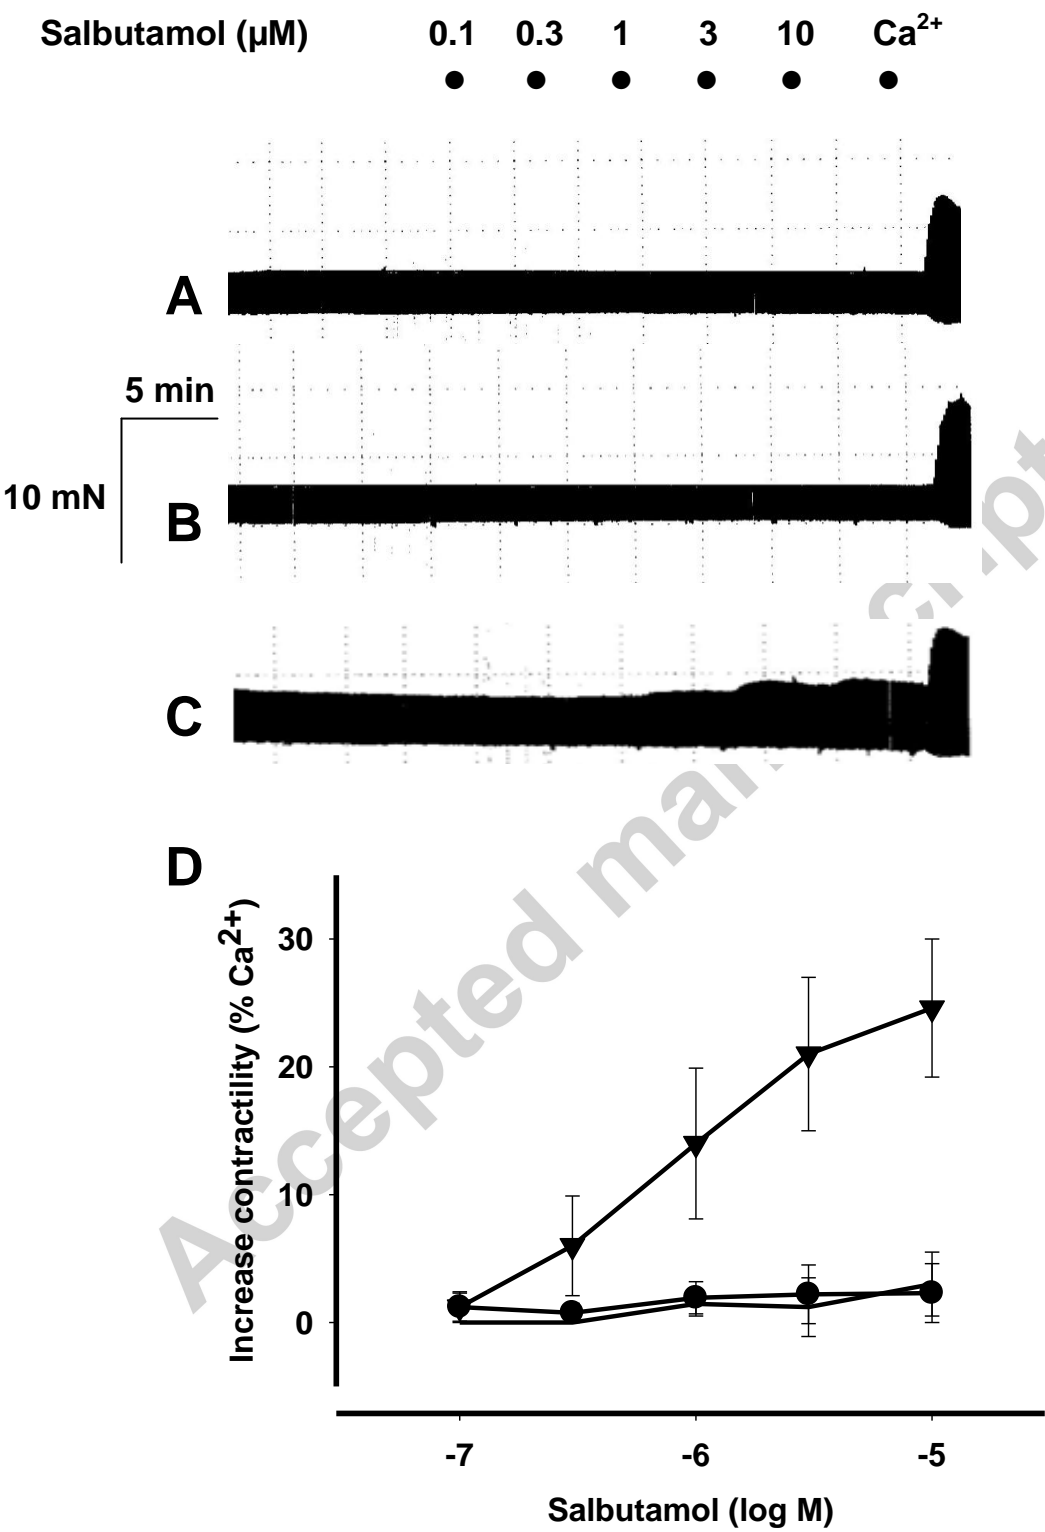 Salbutamol (µM) 0.1 0.3 1 3 10 Ca²⁺
A
5 min
10 mN
B
C
D
Increase contractility (% Ca2+)
30
20
10
0
-7 -6 -5
Salbutamol (log M)
Accepted manuscript